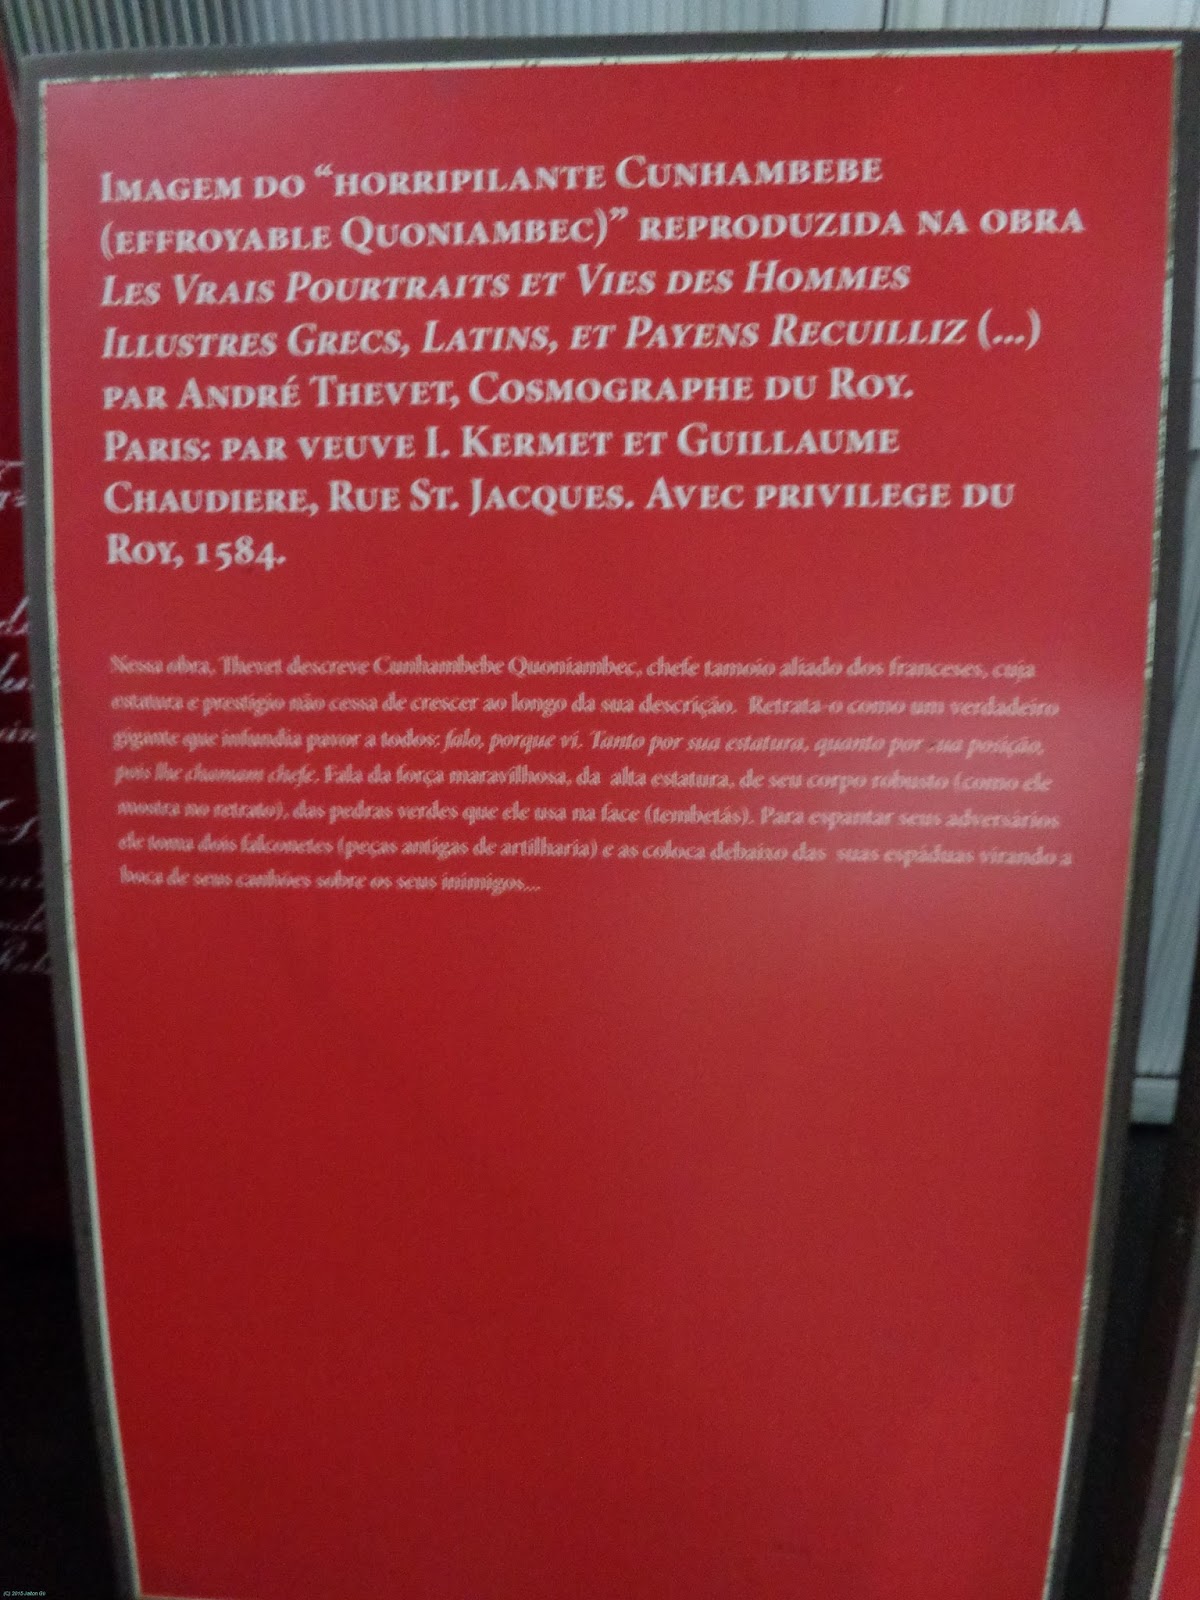 Imagem do “horripilante Cunhambebe
(effroyable Quoniambec)” reproduzida na obra
Les Vrais Pourtraits et Vies des Hommes
Illustres Grecs, Latins, et Payens Recuilliz (...)
par André Thevet, Cosmographe du Roy.
Paris: par veuve I. Kermet et Guillaume
Chaudiere, Rue St. Jacques. Avec privilege du
Roy, 1584.
Nessa obra, Thevet descreve Cunhambebe Quoniambec, chefe tamoio aliado dos franceses, cuja
estatura e prestígio não cessa de crescer ao longo da sua descrição. Retrata-o como um verdadeiro
gigante que infundia pavor a todos: falo, porque vi. Tanto por sua estatura, quanto por sua posição,
pois lhe chamam chefe. Fala da força maravilhosa, da alta estatura, de seu corpo robusto (como ele
mostra no retrato), das pedras verdes que ele usa na face (tembetás). Para espantar seus adversários
ele toma dois falconetes (peças antigas de artilharia) e as coloca debaixo das suas espáduas virando a
boca de seus canhões sobre os seus inimigos...